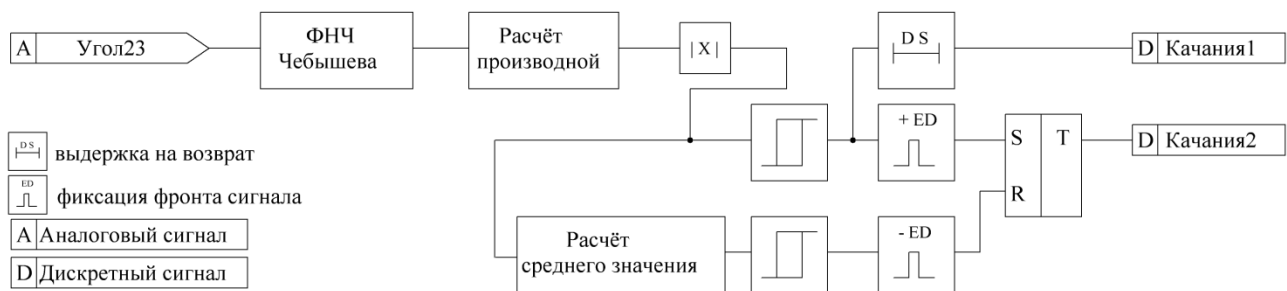 A Угол23
ФНЧ
Чебышева
Расчёт
производной
| X |
D S
D Качания1
+ ED
S T
R
D Качания2
Расчёт
среднего значения
- ED
D S
выдержка на возврат
ED
фиксация фронта сигнала
A Аналоговый сигнал
D Дискретный сигнал